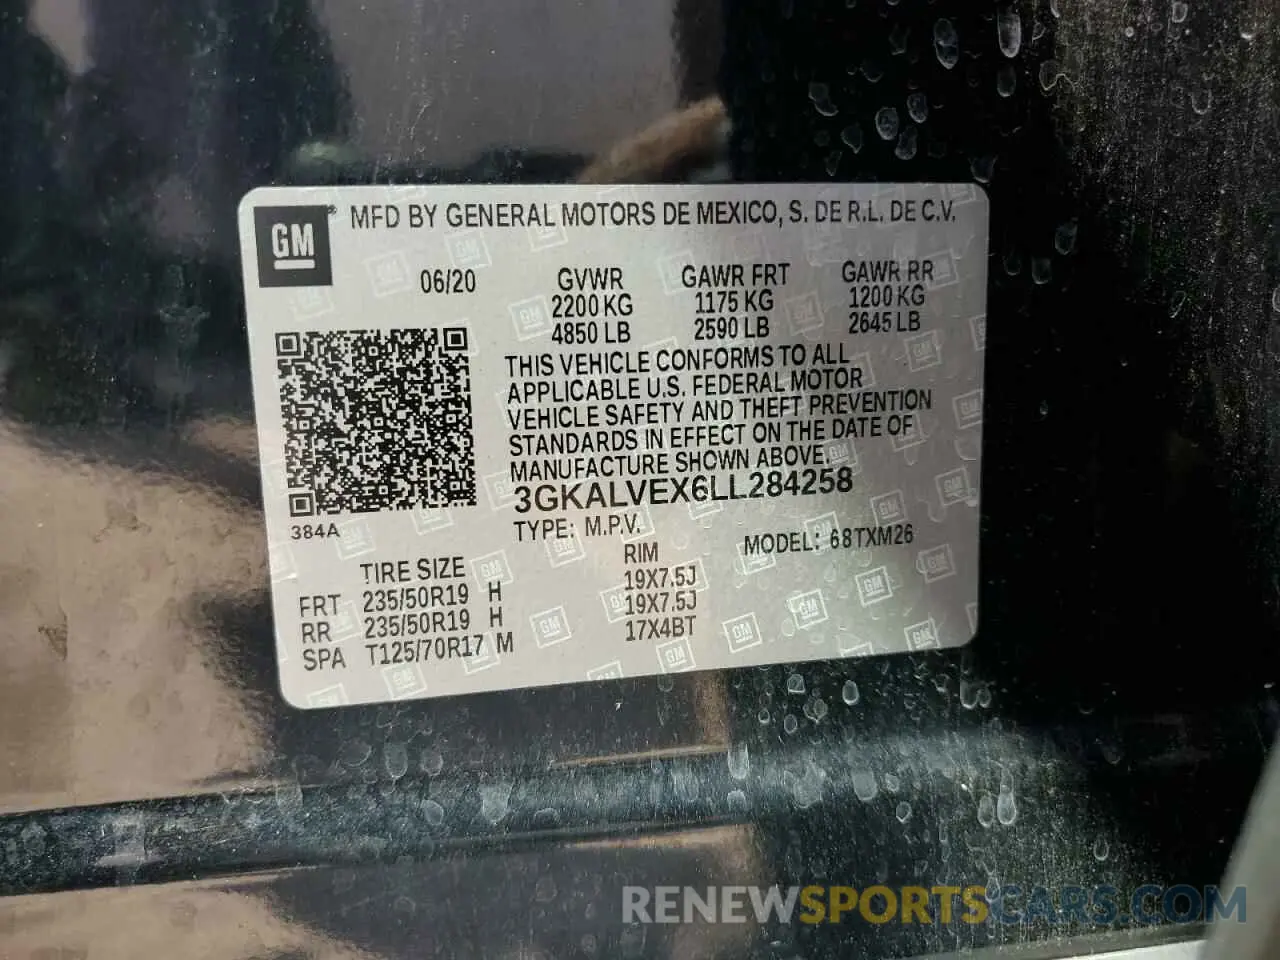 GM
® MFD BY GENERAL MOTORS DE MEXICO, S. DE R.L. DE C.V.
06/20 GVWR GAWR FRT GAWR RR
2200 KG 1175 KG 1200 KG
4850 LB 2590 LB 2645 LB
THIS VEHICLE CONFORMS TO ALL
APPLICABLE U.S. FEDERAL MOTOR
VEHICLE SAFETY AND THEFT PREVENTION
STANDARDS IN EFFECT ON THE DATE OF
MANUFACTURE SHOWN ABOVE.
3GKALVEX6LL284258
384A
TYPE: M.P.V. MODEL: 68TXM26
TIRE SIZE RIM
FRT 235/50R19 H 19X7.5J
RR 235/50R19 H 19X7.5J
SPA T125/70R17 M 17X4BT
RENEWSPORTSCARS.COM